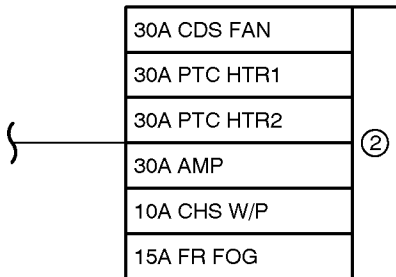 30A CDS FAN
30A PTC HTR1
30A PTC HTR2
30A AMP
10A CHS W/P
15A FR FOG
②